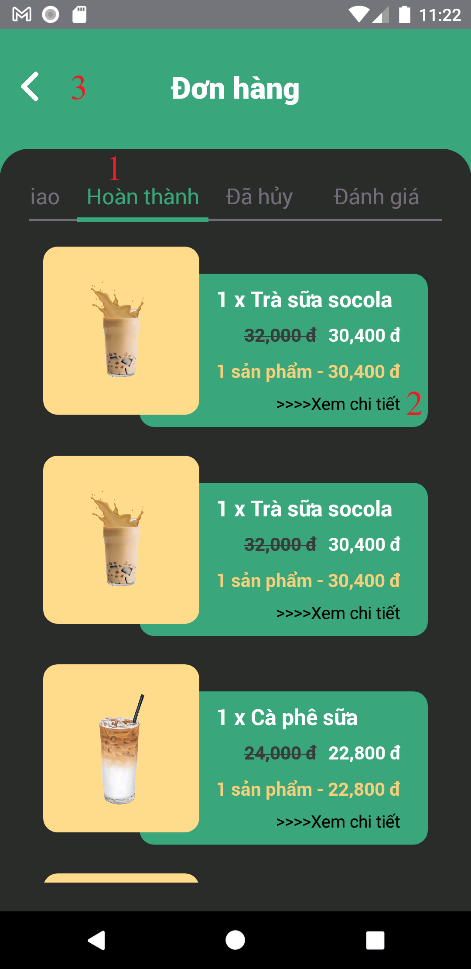 11:22
3
Đơn hàng
1
iao Hoàn thành Đã hủy Đánh giá
1 x Trà sữa socola
32,000 đ 30,400 đ
1 sản phẩm - 30,400 đ
>>>>Xem chi tiết 2
1 x Trà sữa socola
32,000 đ 30,400 đ
1 sản phẩm - 30,400 đ
>>>>Xem chi tiết
1 x Cà phê sữa
24,000 đ 22,800 đ
1 sản phẩm - 22,800 đ
>>>>Xem chi tiết